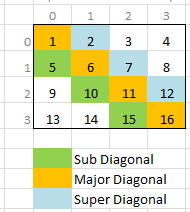 0 1 2 3
0 1 2 3 4
1 5 6 7 8
2 9 10 11 12
3 13 14 15 16
Sub Diagonal
Major Diagonal
Super Diagonal